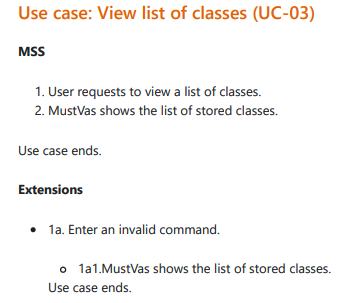 Use case: View list of classes (UC-03)
MSS
1. User requests to view a list of classes.
2. MustVas shows the list of stored classes.
Use case ends.
Extensions
• 1a. Enter an invalid command.
o 1a1.MustVas shows the list of stored classes.
Use case ends.